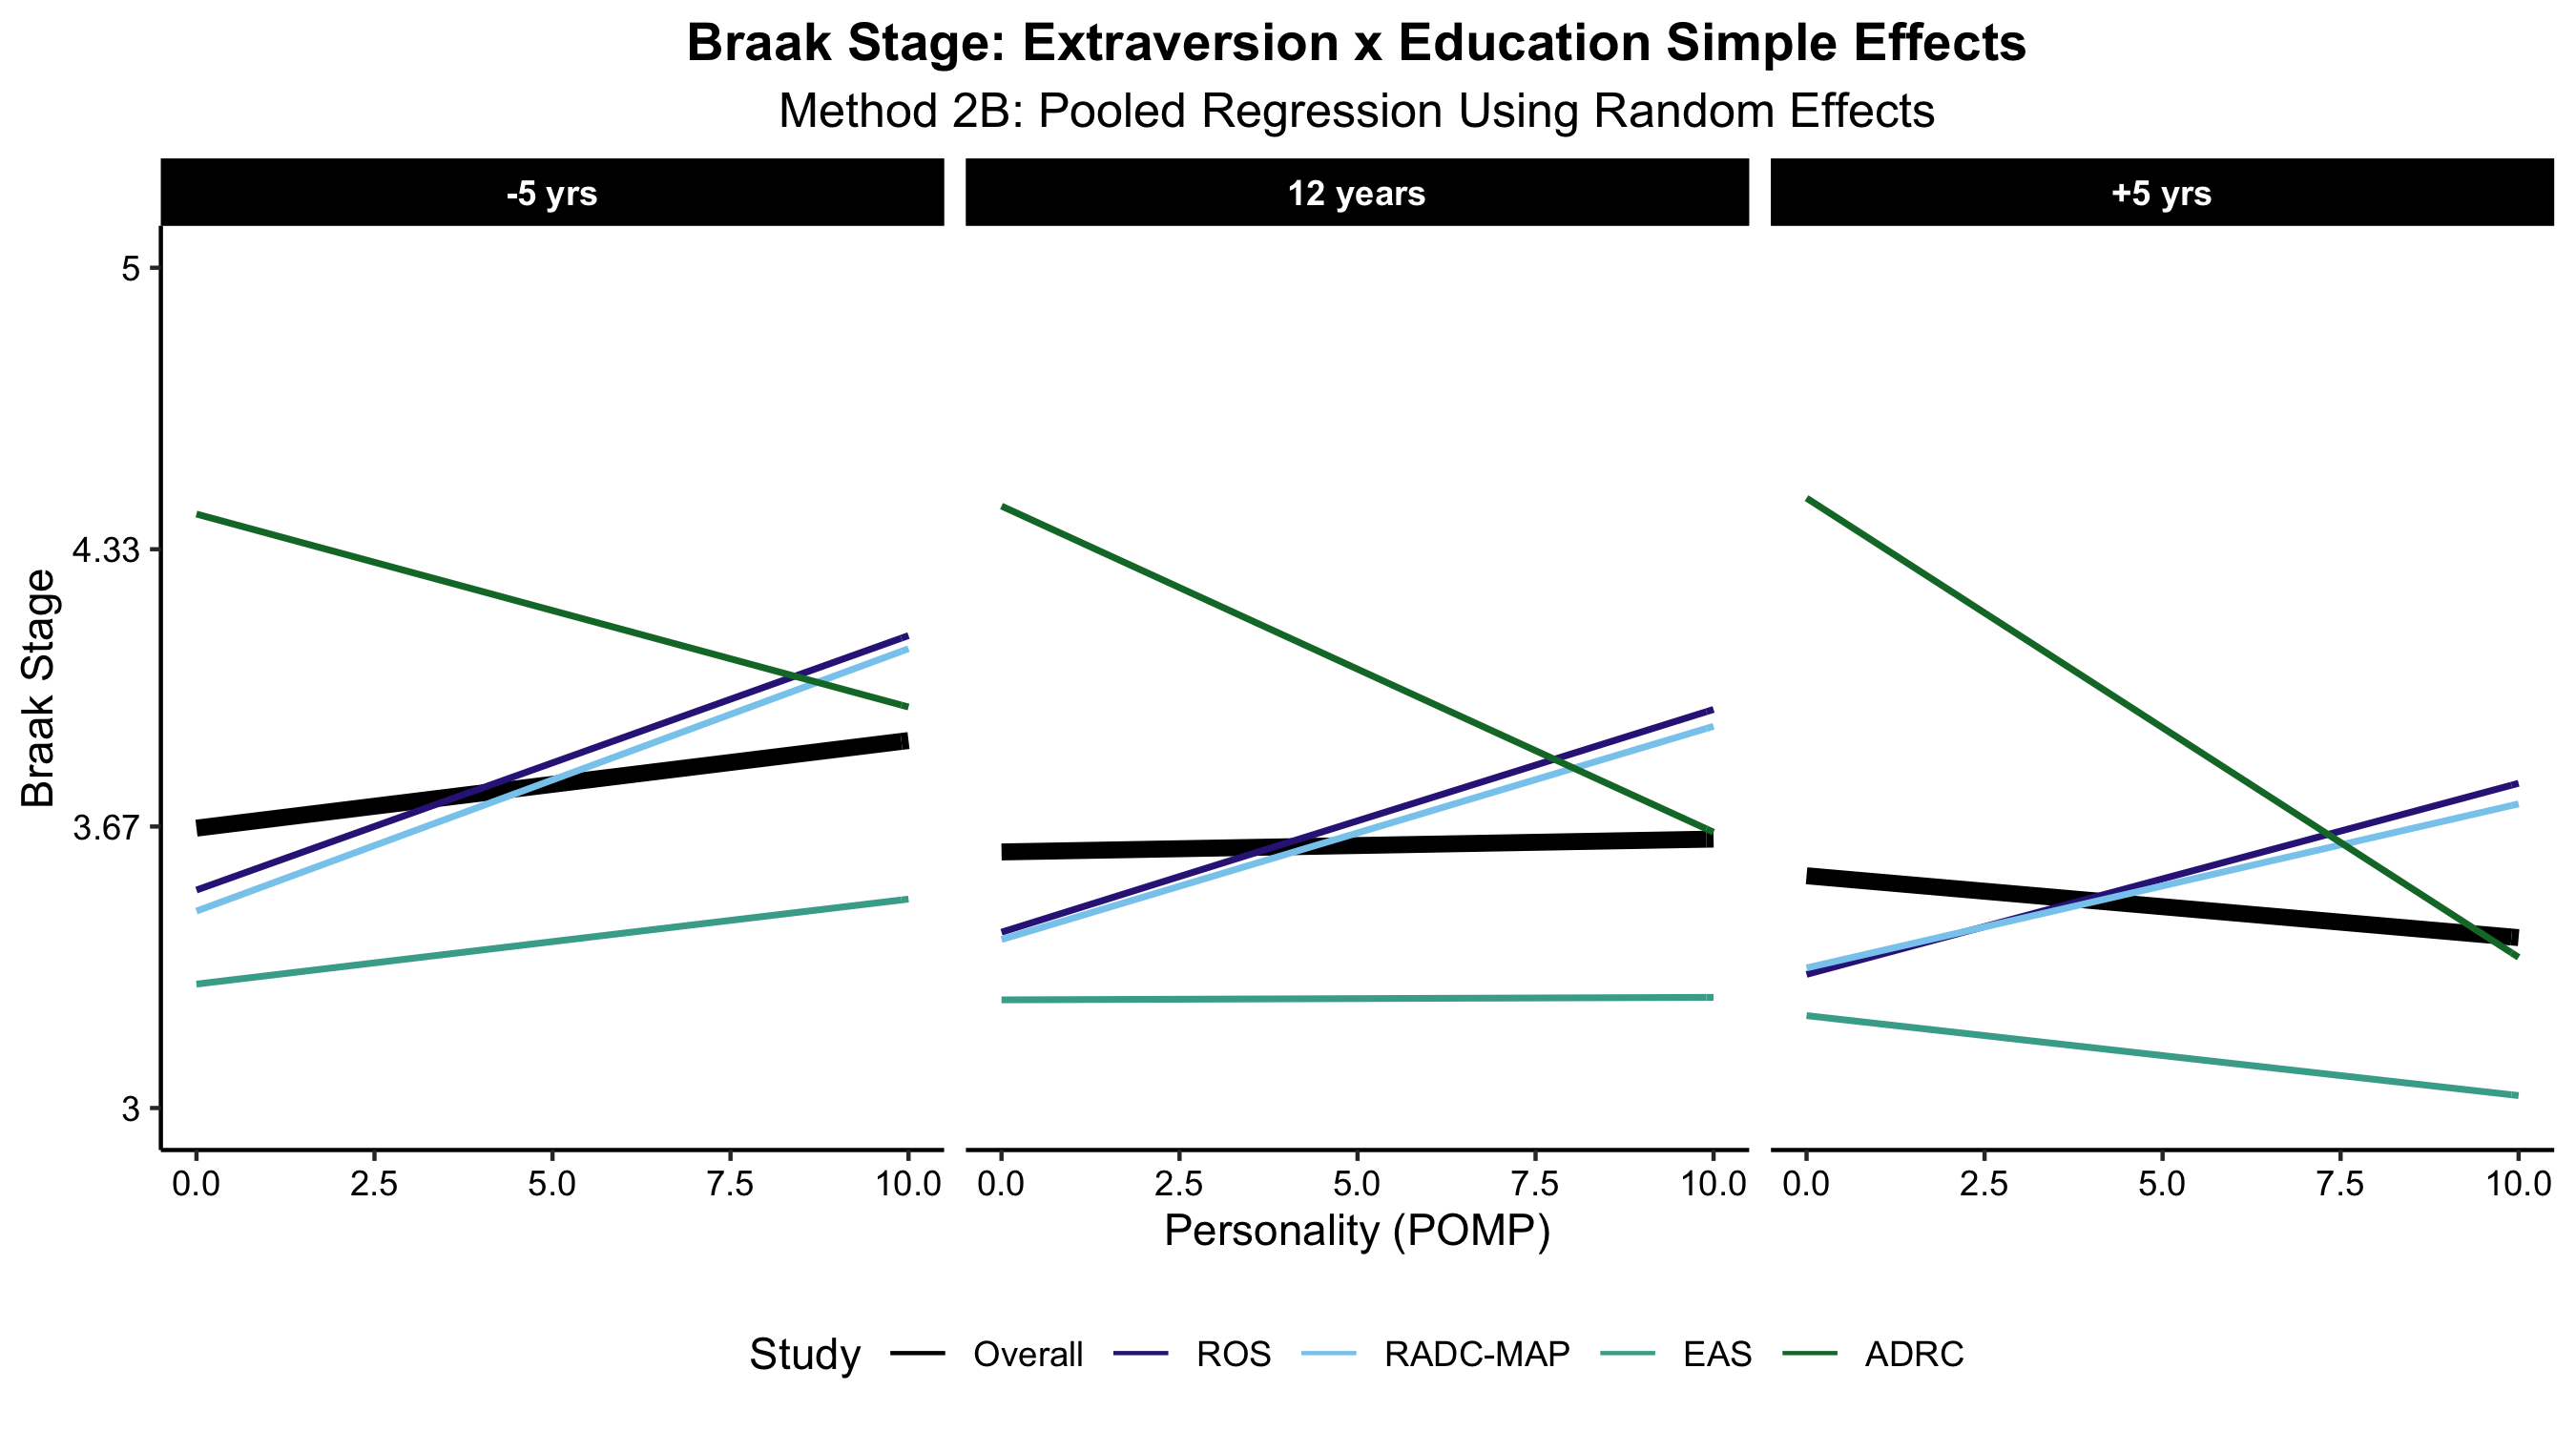 Braak Stage: Extraversion x Education Simple Effects
Method 2B: Pooled Regression Using Random Effects
-5 yrs 12 years +5 yrs
5
4.33
3.67
3
Braak Stage
0.0 2.5 5.0 7.5 10.0 0.0 2.5 5.0 7.5 10.0 0.0 2.5 5.0 7.5 10.0
Personality (POMP)
Study Overall ROS RADC-MAP EAS ADRC